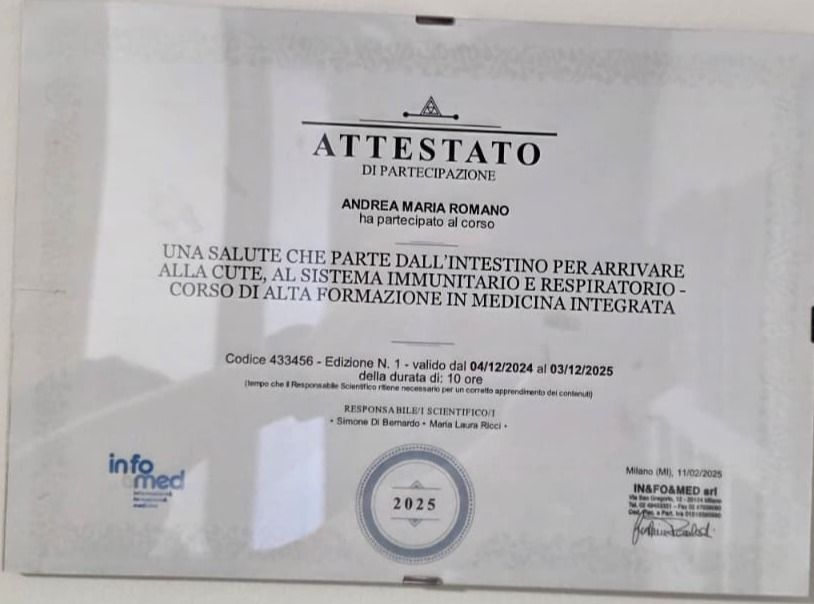 ATTESTATO
DI PARTECIPAZIONE
ANDREA MARIA ROMANO
ha partecipato al corso
UNA SALUTE CHE PARTE DALL'INTESTINO PER ARRIVARE
ALLA CUTE, AL SISTEMA IMMUNITARIO E RESPIRATORIO -
CORSO DI ALTA FORMAZIONE IN MEDICINA INTEGRATA
Codice 433456 - Edizione N. 1 - valido dal 04/12/2024 al 03/12/2025
della durata di: 10 ore
(tempo che il Responsabile Scientifico ritiene necessario per un corretto apprendimento dei contenuti)
RESPONSABILE/I SCIENTIFICO/I
• Simone Di Bernardo • Maria Laura Ricci •
info
med
2025
Milano (MI), 11/02/2025
IN&FO&MED srl